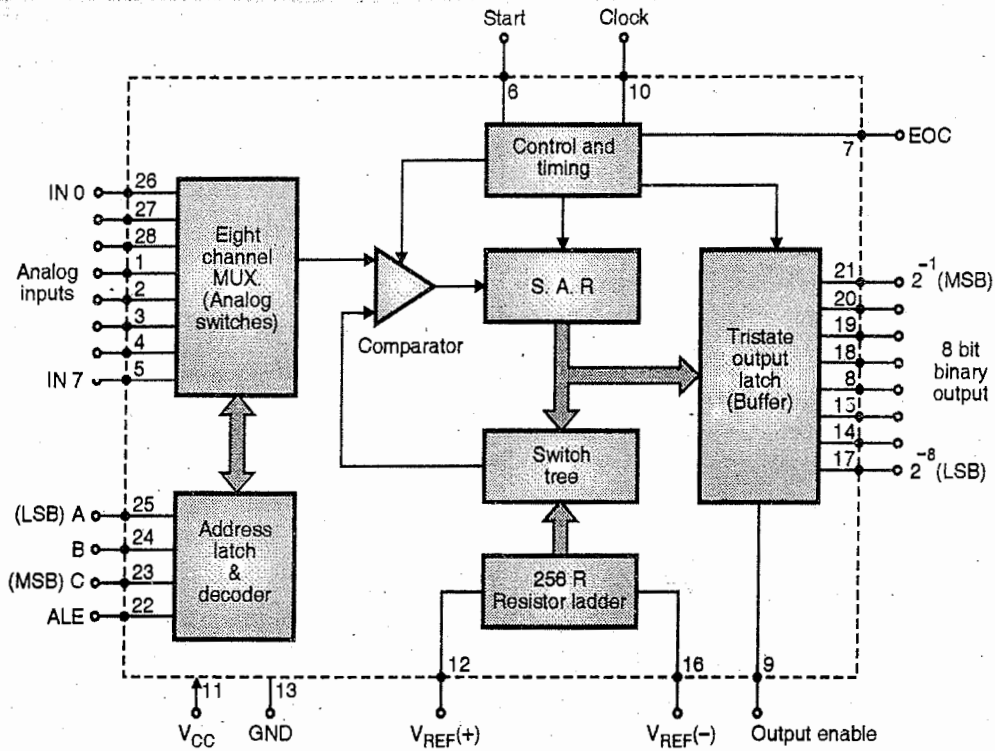 Start
Clock
6
10
Control and
timing
7
EOC
IN 0
26
27
28
Analog
inputs
1
2
3
4
IN 7
5
Eight
channel
MUX.
(Analog
switches)
Comparator
S. A. R
Tristate
output
latch
(Buffer)
21
2⁻¹ (MSB)
20
19
18
8
15
14
17
2⁻⁸ (LSB)
8 bit
binary
output
Switch
tree
(LSB) A
25
B
24
(MSB) C
23
ALE
22
Address
latch
&
decoder
256 R
Resistor ladder
12
16
9
11
13
V_CC
GND
V_REF(+)
V_REF(−)
Output enable